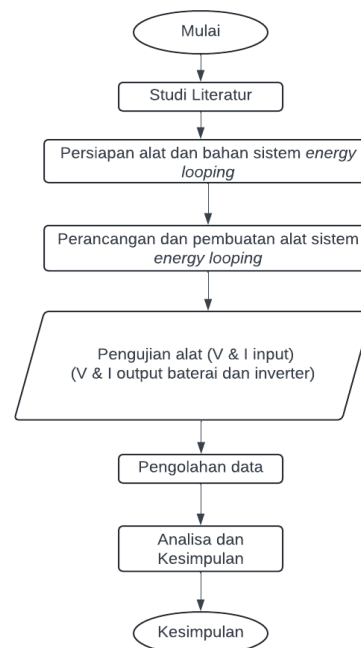 Mulai
Studi Literatur
Persiapan alat dan bahan sistem energy
looping
Perancangan dan pembuatan alat sistem
energy looping
Pengujian alat (V & I input)
(V & I output baterai dan inverter)
Pengolahan data
Analisa dan
Kesimpulan
Kesimpulan